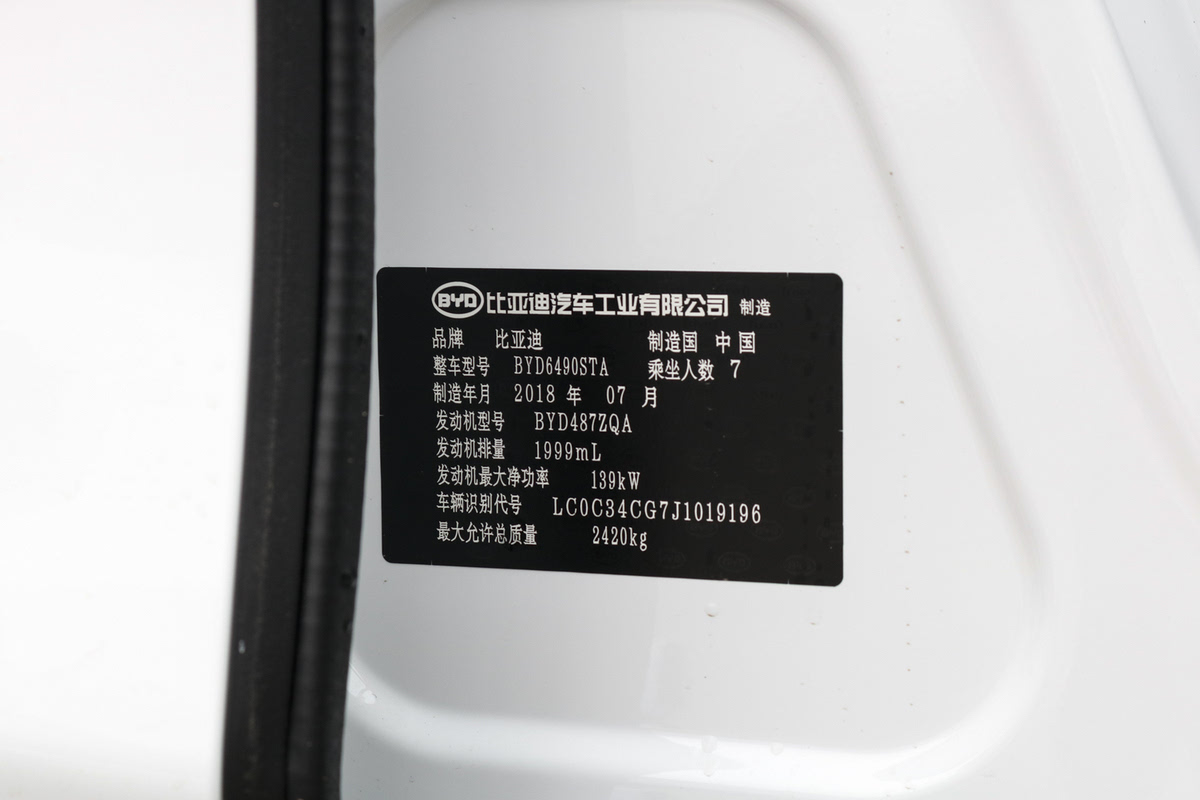 BYD 比亚迪汽车工业有限公司 制造
品牌 比亚迪 制造国 中国
整车型号 BYD6490STA 乘坐人数 7
制造年月 2018 年 07 月
发动机型号 BYD487ZQA
发动机排量 1999mL
发动机最大净功率 139kW
车辆识别代号 LC0C34CG7J1019196
最大允许总质量 2420kg